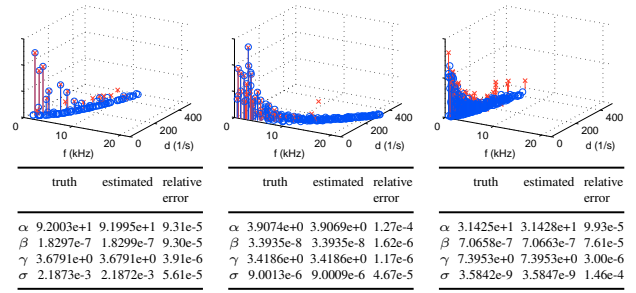 400
200
0
10
20
0
f (kHz)
d (1/s)
400
200
0
10
20
0
f (kHz)
d (1/s)
400
200
0
10
20
0
f (kHz)
d (1/s)
truth estimated relative error
α 9.2003e+1 9.1995e+1 9.31e-5
β 1.8297e-7 1.8299e-7 9.30e-5
γ 3.6791e+0 3.6791e+0 3.91e-6
σ 2.1873e-3 2.1872e-3 5.61e-5
truth estimated relative error
α 3.9074e+0 3.9069e+0 1.27e-4
β 3.3935e-8 3.3935e-8 1.62e-6
γ 3.4186e+0 3.4186e+0 1.17e-6
σ 9.0013e-6 9.0009e-6 4.67e-5
truth estimated relative error
α 3.1425e+1 3.1428e+1 9.93e-5
β 7.0658e-7 7.0663e-7 7.61e-5
γ 7.3953e+0 7.3953e+0 3.00e-6
σ 3.5842e-9 3.5847e-9 1.46e-4